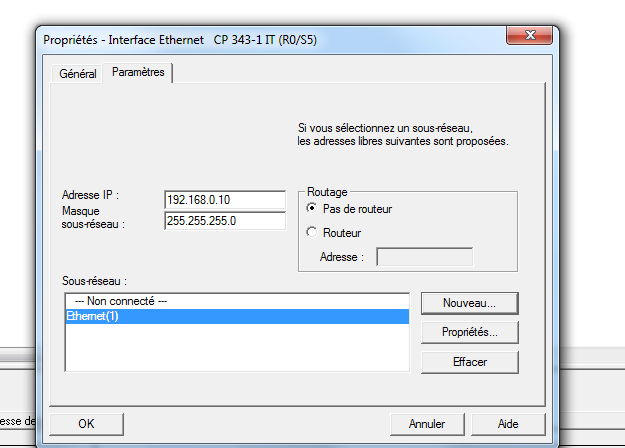 Propriétés - Interface Ethernet CP 343-1 IT (R0/S5)
Général Paramètres
Si vous sélectionnez un sous-réseau,
les adresses libres suivantes sont proposées.
Adresse IP : 192.168.0.10
Masque
sous-réseau : 255.255.255.0
Routage
Pas de routeur
Routeur
Adresse :
Sous-réseau :
--- Non connecté ---
Ethernet(1)
Nouveau...
Propriétés...
Effacer
OK Annuler Aide
esse de